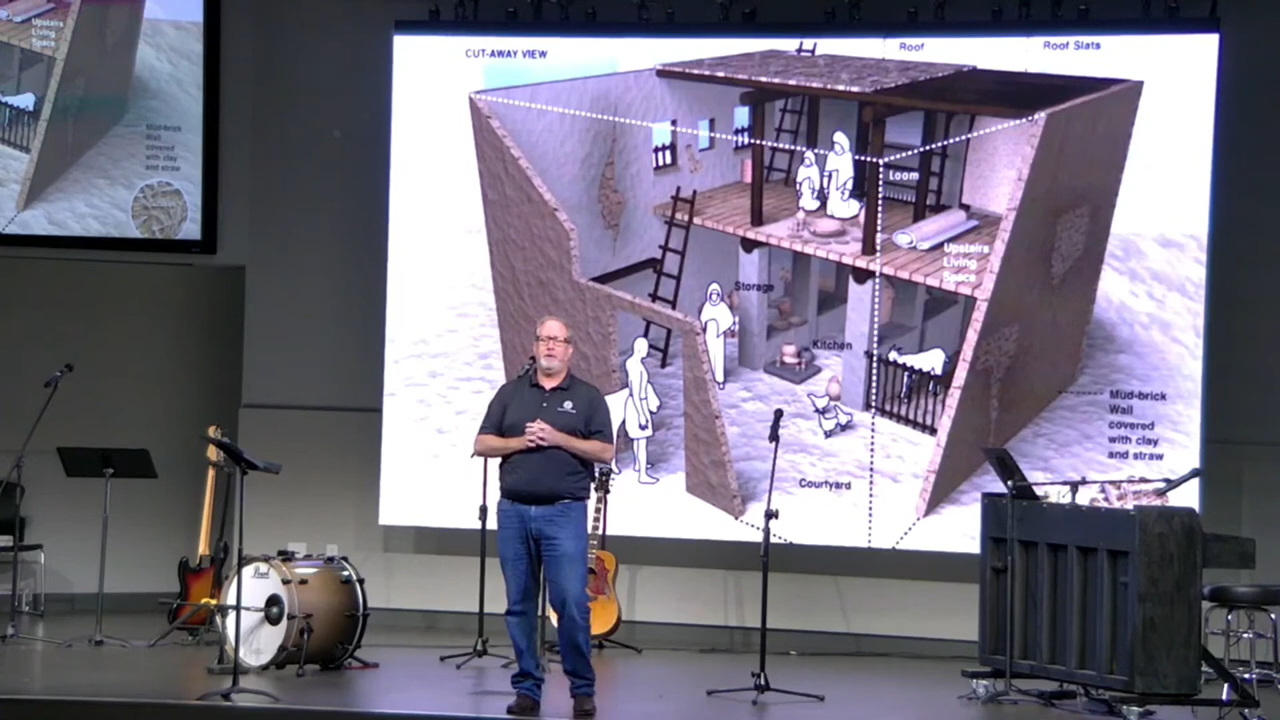 Upstairs
Living
Space
Mud-brick
Wall
covered
with clay
and straw
CUT-AWAY VIEW
Roof
Roof Slats
Loom
Upstairs
Living
Space
Storage
Kitchen
Mud-brick
Wall
covered
with clay
and straw
Courtyard
Pearl